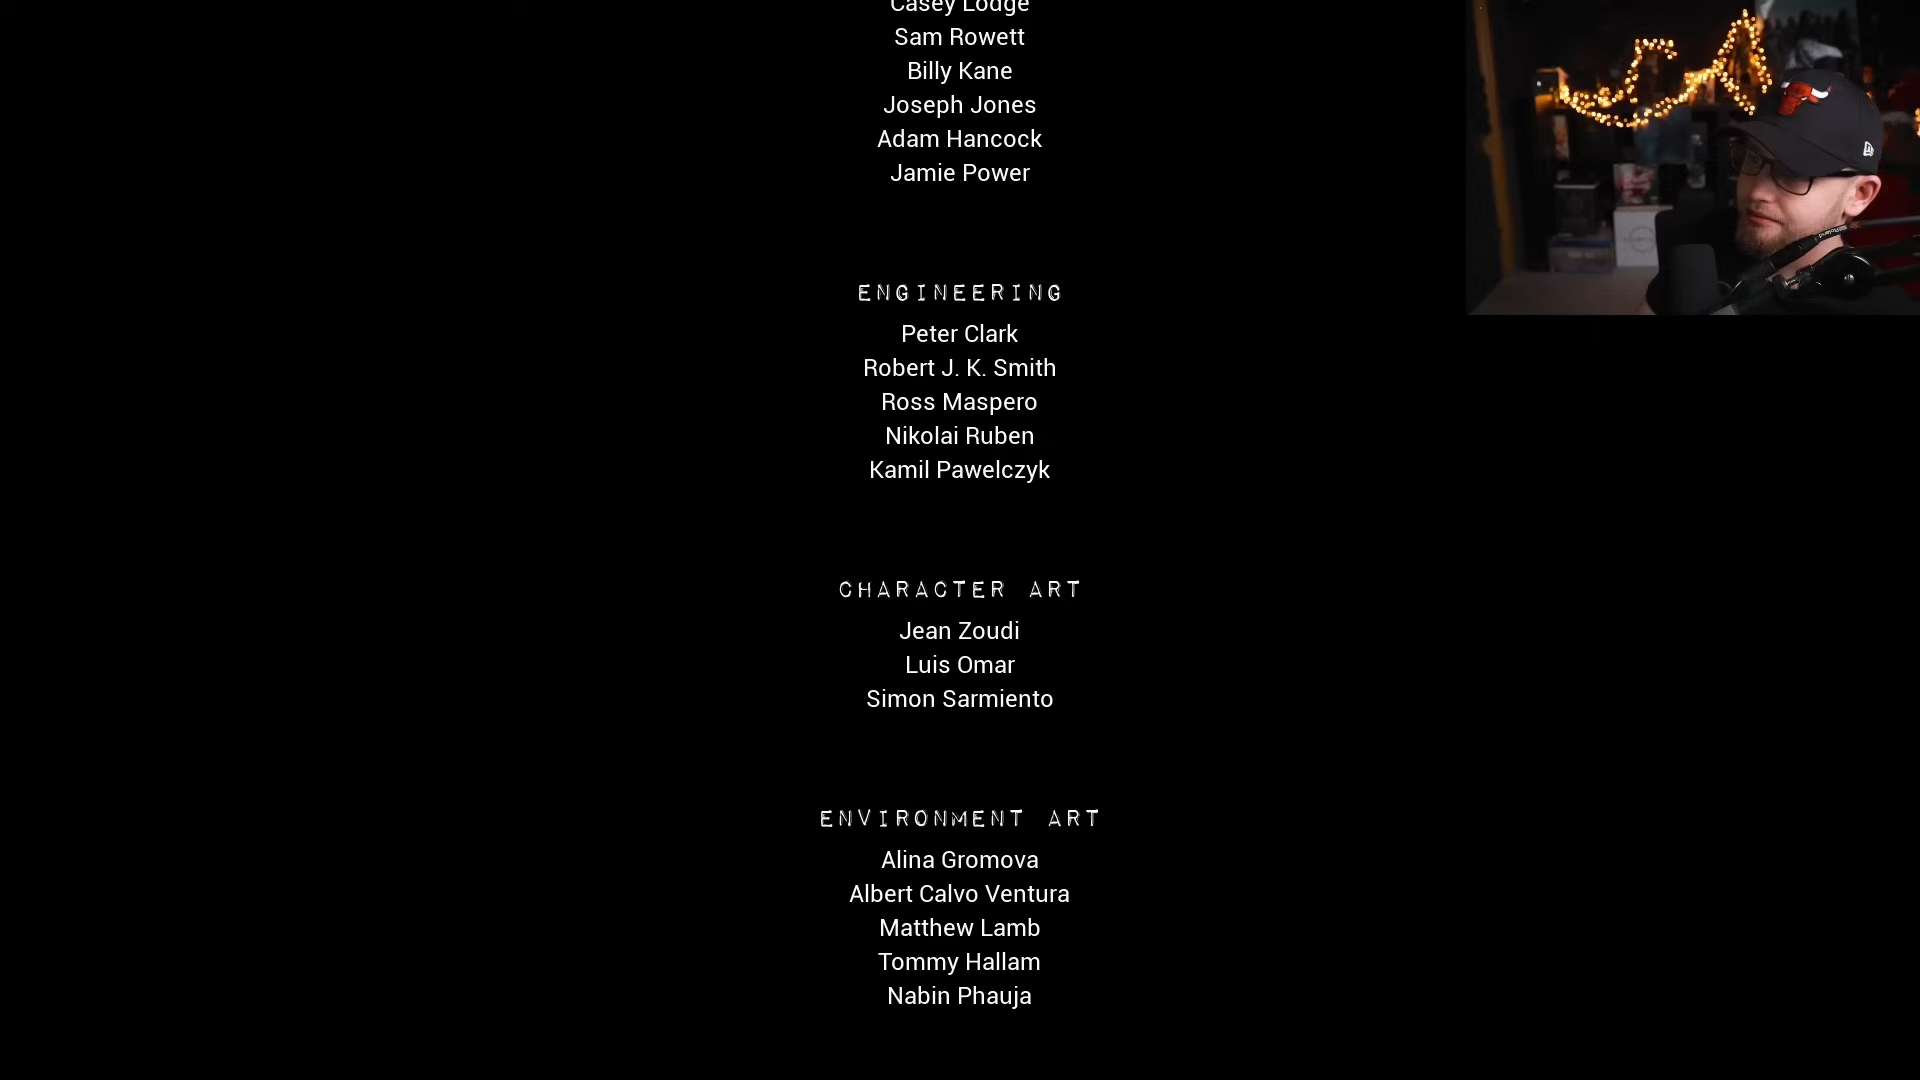 Casey Lodge
Sam Rowett
Billy Kane
Joseph Jones
Adam Hancock
Jamie Power
ENGINEERING
Peter Clark
Robert J. K. Smith
Ross Maspero
Nikolai Ruben
Kamil Pawelczyk
CHARACTER ART
Jean Zoudi
Luis Omar
Simon Sarmiento
ENVIRONMENT ART
Alina Gromova
Albert Calvo Ventura
Matthew Lamb
Tommy Hallam
Nabin Phauja